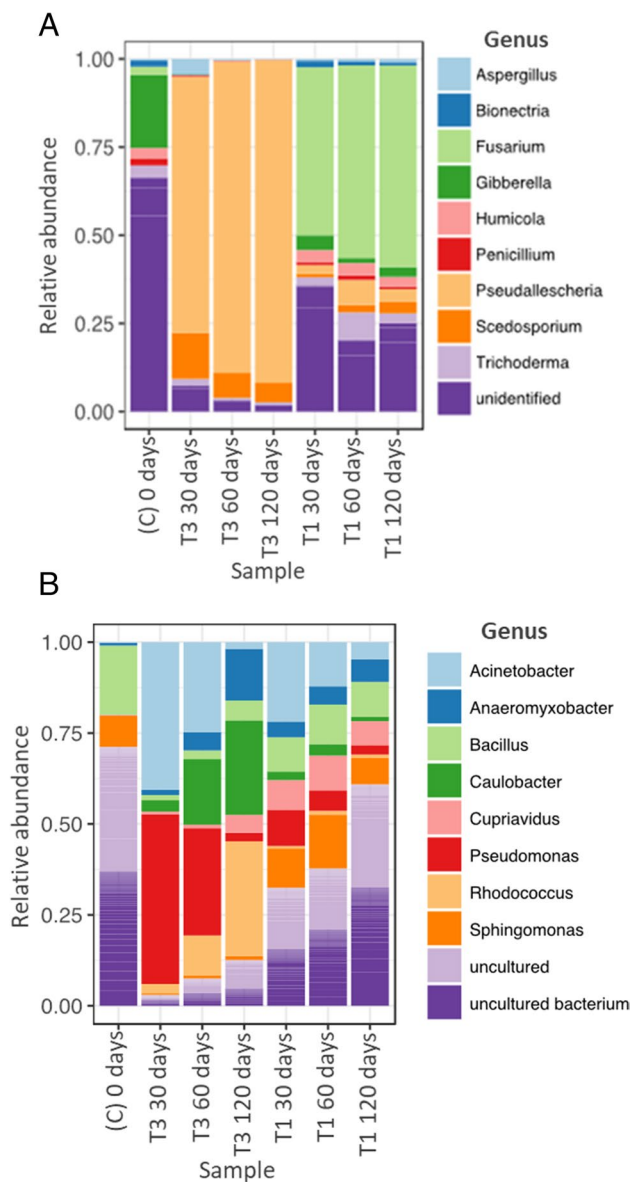 A
Genus
1.00
0.75
0.50
0.25
0.00
Relative abundance
Aspergillus
Bionectria
Fusarium
Gibberella
Humicola
Penicillium
Pseudallescheria
Scedosporium
Trichoderma
unidentified
(C) 0 days
T3 30 days
T3 60 days
T3 120 days
T1 30 days
T1 60 days
T1 120 days
Sample
B
Genus
1.00
0.75
0.50
0.25
0.00
Relative abundance
Acinetobacter
Anaeromyxobacter
Bacillus
Caulobacter
Cupriavidus
Pseudomonas
Rhodococcus
Sphingomonas
uncultured
uncultured bacterium
(C) 0 days
T3 30 days
T3 60 days
T3 120 days
T1 30 days
T1 60 days
T1 120 days
Sample